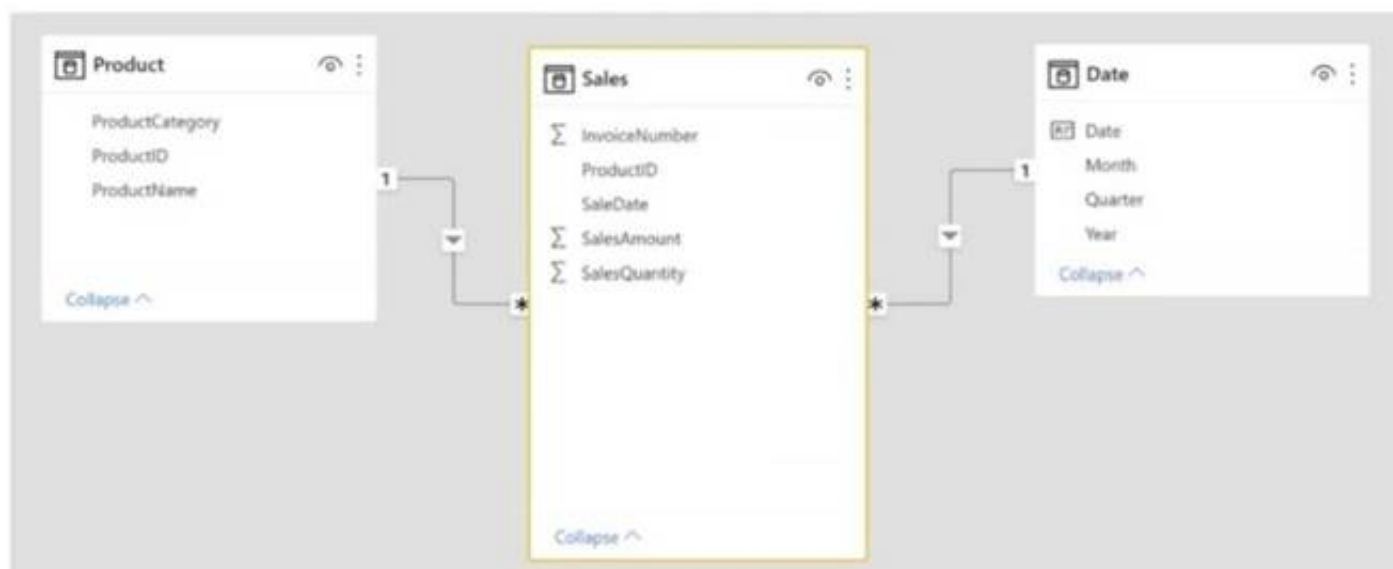 Product
ProductCategory
ProductID
ProductName
Collapse
1
*
Sales
InvoiceNumber
ProductID
SaleDate
SalesAmount
SalesQuantity
Collapse
*
1
Date
Date
Month
Quarter
Year
Collapse